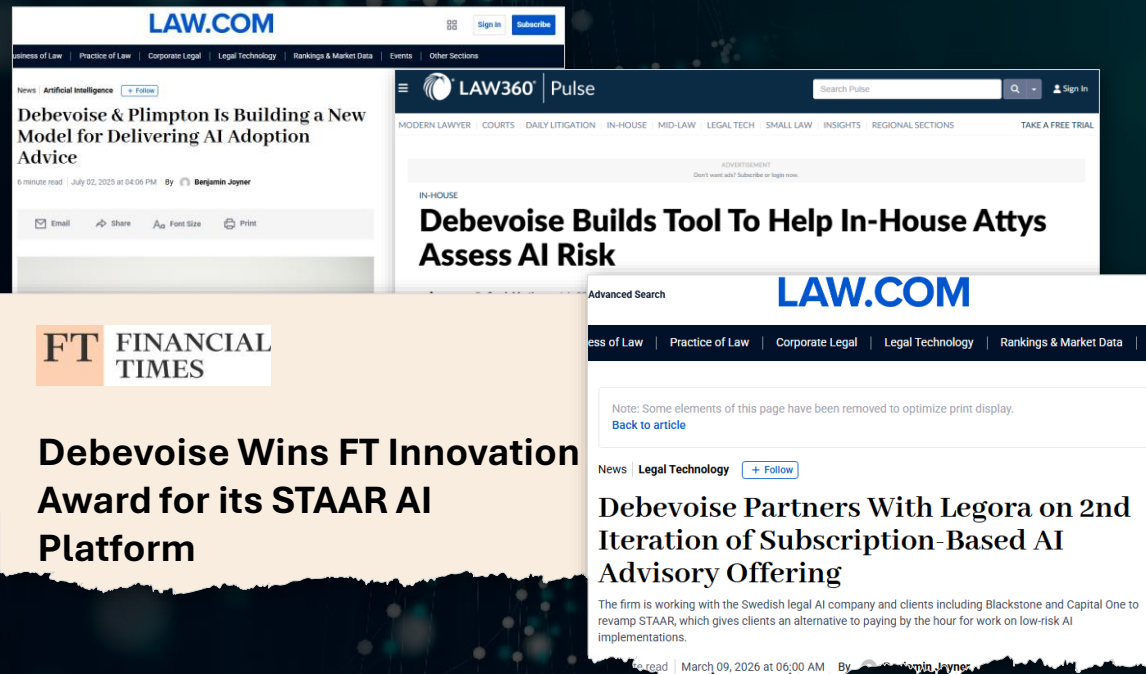 LAW.COM
Sign In
Subscribe
usiness of Law | Practice of Law | Corporate Legal | Legal Technology | Rankings & Market Data | Events | Other Sections
News | Artificial Intelligence + Follow
Debevoise & Plimpton Is Building a New
Model for Delivering AI Adoption
Advice
6 minute read | July 02, 2025 at 04:06 PM By Benjamin Joyner
Email Share Font Size Print
LAW360 | Pulse
Search Pulse
Sign In
MODERN LAWYER | COURTS | DAILY LITIGATION | IN-HOUSE | MID-LAW | LEGAL TECH | SMALL LAW | INSIGHTS | REGIONAL SECTIONS
TAKE A FREE TRIAL
ADVERTISEMENT
Don't want ads? Subscribe or login now.
IN-HOUSE
Debevoise Builds Tool To Help In-House Attys
Assess AI Risk
FT FINANCIAL
TIMES
Debevoise Wins FT Innovation
Award for its STAAR AI
Platform
Advanced Search
LAW.COM
ess of Law | Practice of Law | Corporate Legal | Legal Technology | Rankings & Market Data |
Note: Some elements of this page have been removed to optimize print display.
Back to article
News | Legal Technology + Follow
Debevoise Partners With Legora on 2nd
Iteration of Subscription-Based AI
Advisory Offering
The firm is working with the Swedish legal AI company and clients including Blackstone and Capital One to
revamp STAAR, which gives clients an alternative to paying by the hour for work on low-risk AI
implementations.
read | March 09, 2026 at 06:00 AM By